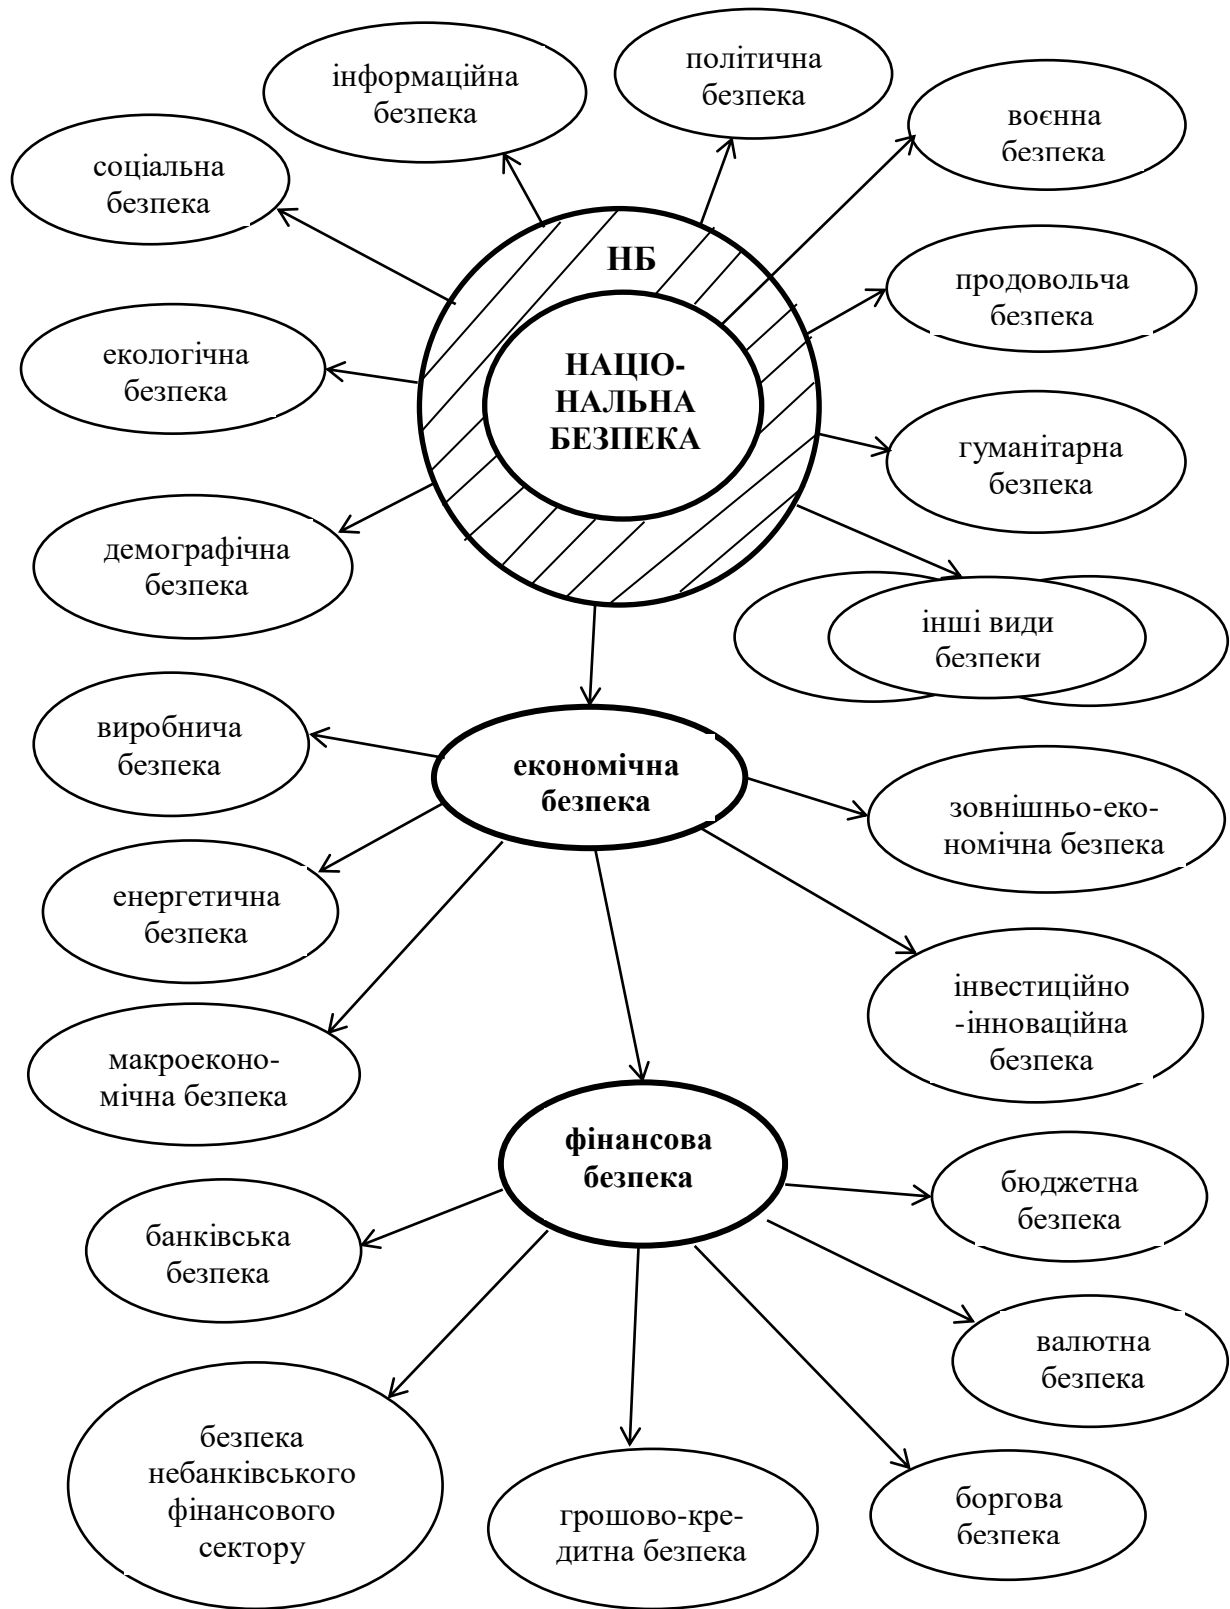 інформаційна
безпека
політична
безпека
воєнна
безпека
соціальна
безпека
НБ
продовольча
безпека
екологічна
безпека
НАЦІО-
НАЛЬНА
БЕЗПЕКА
гуманітарна
безпека
демографічна
безпека
інші види
безпеки
виробнича
безпека
економічна
безпека
зовнішньо-еко-
номічна безпека
енергетична
безпека
інвестиційно
-інноваційна
безпека
макроеконо-
мічна безпека
фінансова
безпека
бюджетна
безпека
банківська
безпека
валютна
безпека
безпека
небанківського
фінансового
сектору
грошово-кре-
дитна безпека
боргова
безпека